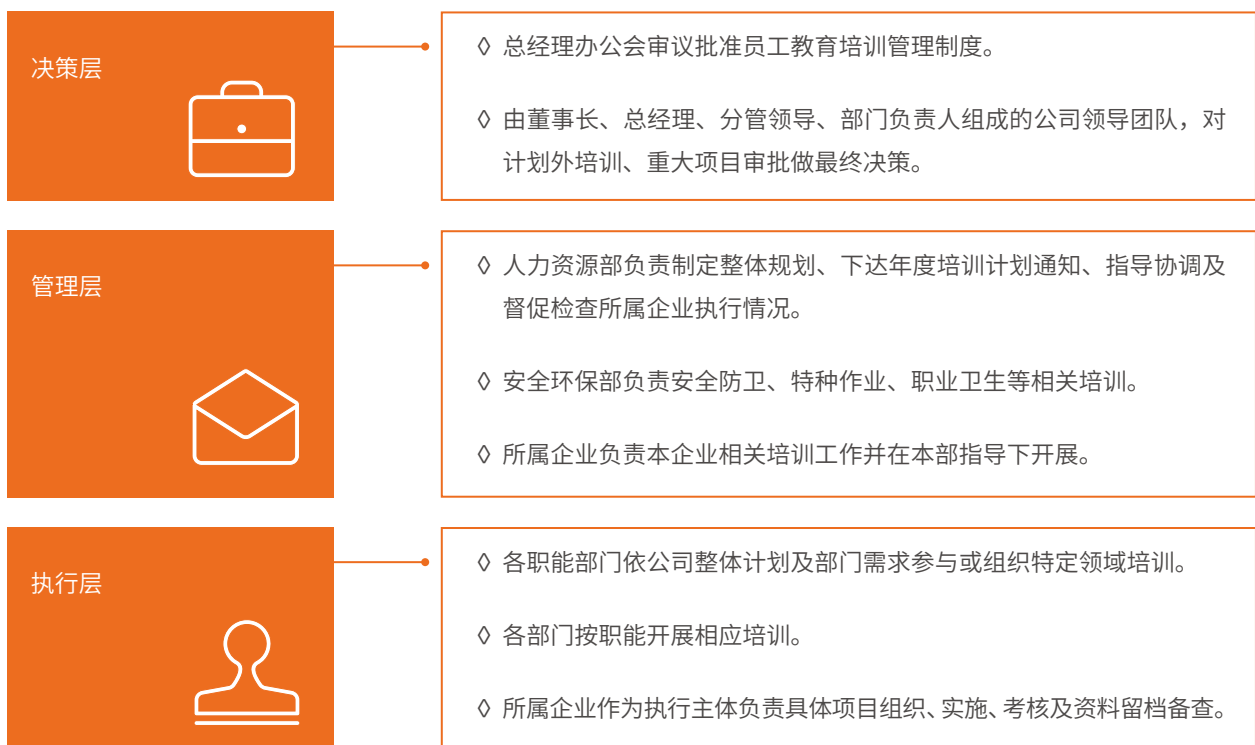 决策层
◊ 总经理办公会审议批准员工教育培训管理制度。
◊ 由董事长、总经理、分管领导、部门负责人组成的公司领导团队，对
计划外培训、重大项目审批做最终决策。
管理层
◊ 人力资源部负责制定整体规划、下达年度培训计划通知、指导协调及
督促检查所属企业执行情况。
◊ 安全环保部负责安全防卫、特种作业、职业卫生等相关培训。
◊ 所属企业负责本企业相关培训工作并在本部指导下开展。
执行层
◊ 各职能部门依公司整体计划及部门需求参与或组织特定领域培训。
◊ 各部门按职能开展相应培训。
◊ 所属企业作为执行主体负责具体项目组织、实施、考核及资料留档备查。